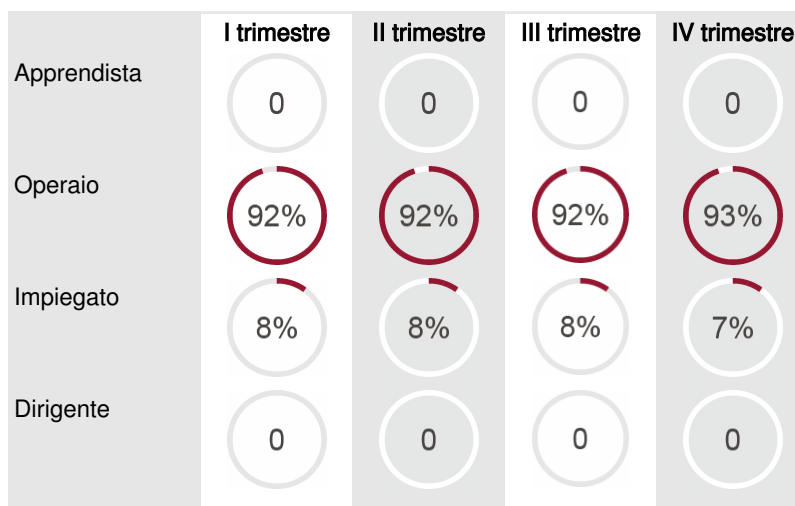 I trimestre II trimestre III trimestre IV trimestre
Apprendista
0 0 0 0
Operaio
92% 92% 92% 93%
Impiegato
8% 8% 8% 7%
Dirigente
0 0 0 0